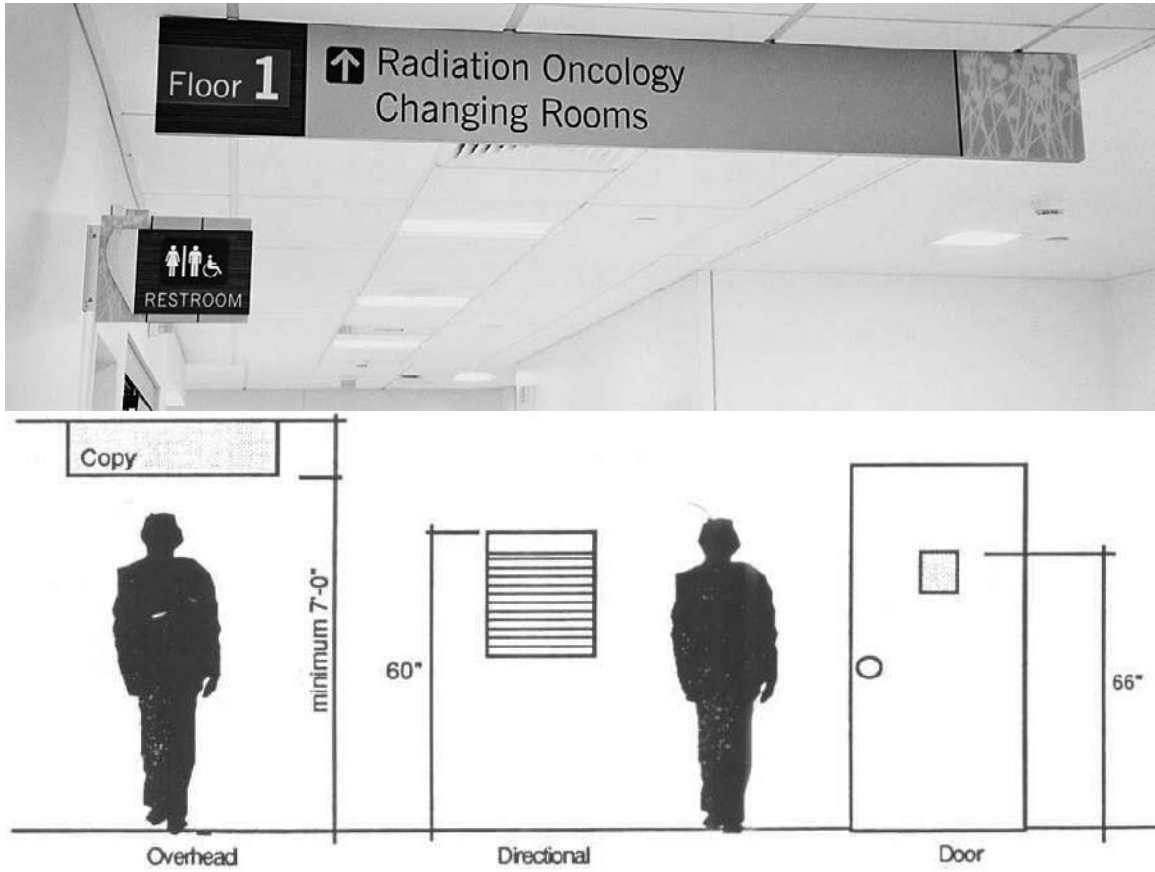 Floor 1
Radiation Oncology
Changing Rooms
RESTROOM
Copy
minimum 7'-0"
60"
66"
Overhead
Directional
Door